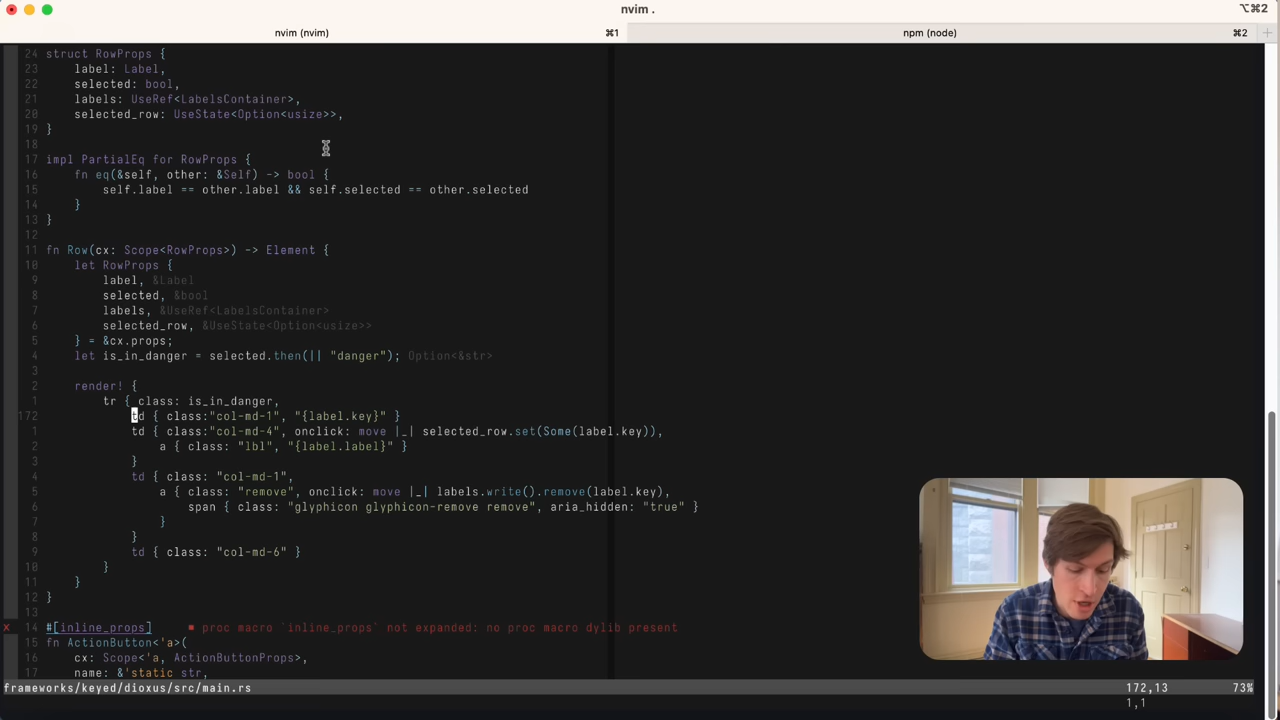 nvim .
⌥⌘2
nvim (nvim) ⌘1
npm (node) ⌘2
24 struct RowProps {
23 label: Label,
22 selected: bool,
21 labels: UseRef<LabelsContainer>,
20 selected_row: UseState<Option<usize>>,
19 }
18
17 impl PartialEq for RowProps {
16 fn eq(&self, other: &Self) -> bool {
15 self.label == other.label && self.selected == other.selected
14 }
13 }
12
11 fn Row(cx: Scope<RowProps>) -> Element {
10 let RowProps {
9 label, &Label
8 selected, &bool
7 labels, &UseRef<LabelsContainer>
6 selected_row, &UseState<Option<usize>>
5 } = &cx.props;
4 let is_in_danger = selected.then(|| "danger"); Option<&str>
3
2 render! {
1 tr { class: is_in_danger,
172 td { class:"col-md-1", "{label.key}" }
1 td { class:"col-md-4", onclick: move |_| selected_row.set(Some(label.key)),
2 a { class: "lbl", "{label.label}" }
3 }
4 td { class: "col-md-1",
5 a { class: "remove", onclick: move |_| labels.write().remove(label.key),
6 span { class: "glyphicon glyphicon-remove remove", aria_hidden: "true" }
7 }
8 }
9 td { class: "col-md-6" }
10 }
11 }
12 }
13
x 14 #[inline_props] ■ proc macro `inline_props` not expanded: no proc macro dylib present
15 fn ActionButton<'a>(
16 cx: Scope<'a, ActionButtonProps>,
17 name: &'static str,
frameworks/keyed/dioxus/src/main.rs 172,13 73%
1,1